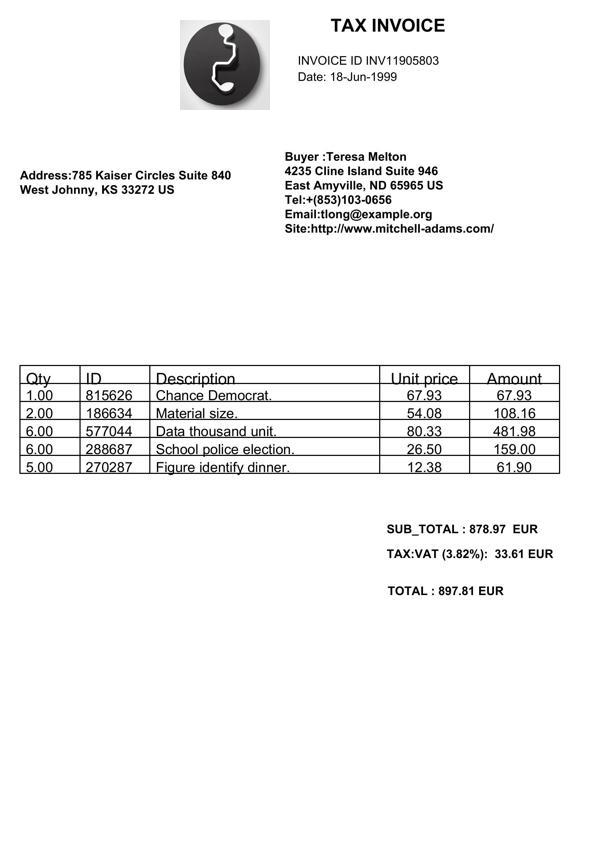 TAX INVOICE
INVOICE ID INV11905803
Date: 18-Jun-1999
Address:785 Kaiser Circles Suite 840
West Johnny, KS 33272 US
Buyer :Teresa Melton
4235 Cline Island Suite 946
East Amyville, ND 65965 US
Tel:+(853)103-0656
Email:tlong@example.org
Site:http://www.mitchell-adams.com/
Qty ID Description Unit price Amount
1.00 815626 Chance Democrat. 67.93 67.93
2.00 186634 Material size. 54.08 108.16
6.00 577044 Data thousand unit. 80.33 481.98
6.00 288687 School police election. 26.50 159.00
5.00 270287 Figure identify dinner. 12.38 61.90
SUB_TOTAL : 878.97 EUR
TAX:VAT (3.82%): 33.61 EUR
TOTAL : 897.81 EUR